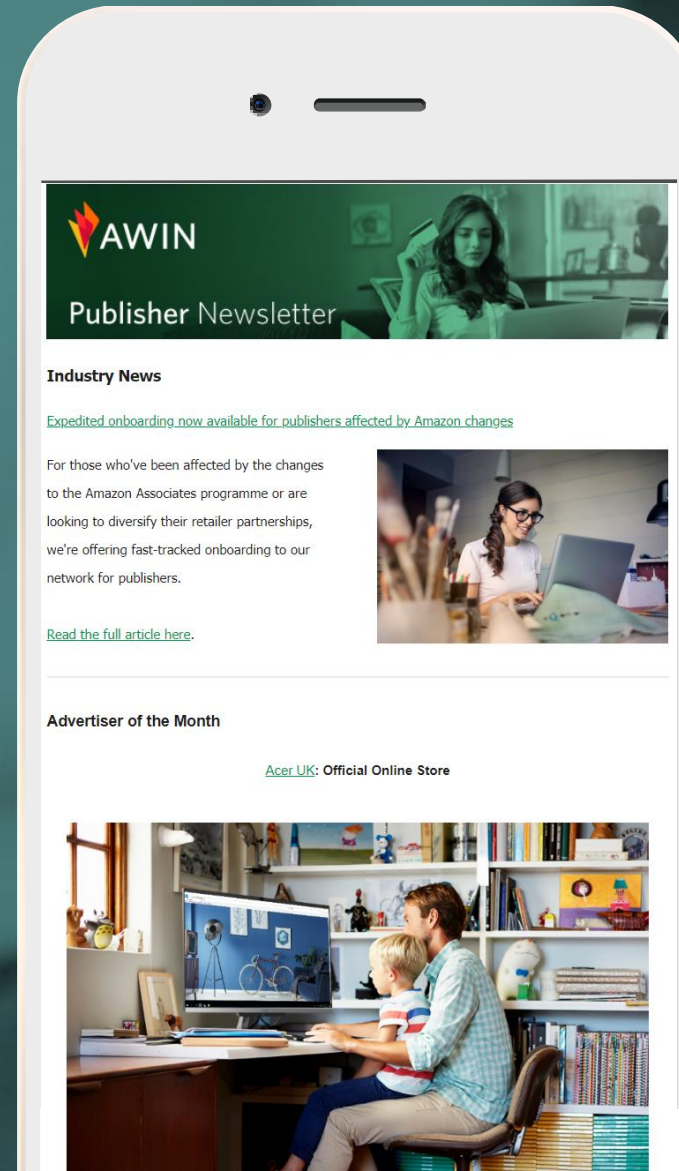 AWIN
Publisher Newsletter
Industry News
Expedited onboarding now available for publishers affected by Amazon changes
For those who've been affected by the changes
to the Amazon Associates programme or are
looking to diversify their retailer partnerships,
we're offering fast-tracked onboarding to our
network for publishers.
Read the full article here.
Advertiser of the Month
Acer UK: Official Online Store